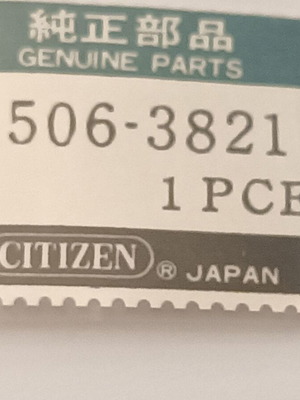 純正部品
GENUINE PARTS
506-3821
1 PCE
CITIZEN ® JAPAN